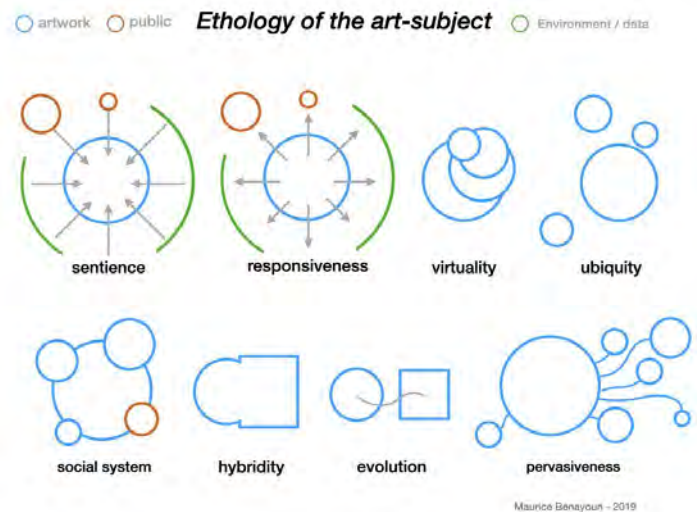 artwork public Ethology of the art-subject Environment / data
sentience responsiveness virtuality ubiquity
social system hybridity evolution pervasiveness
Maurice Benayoun - 2019